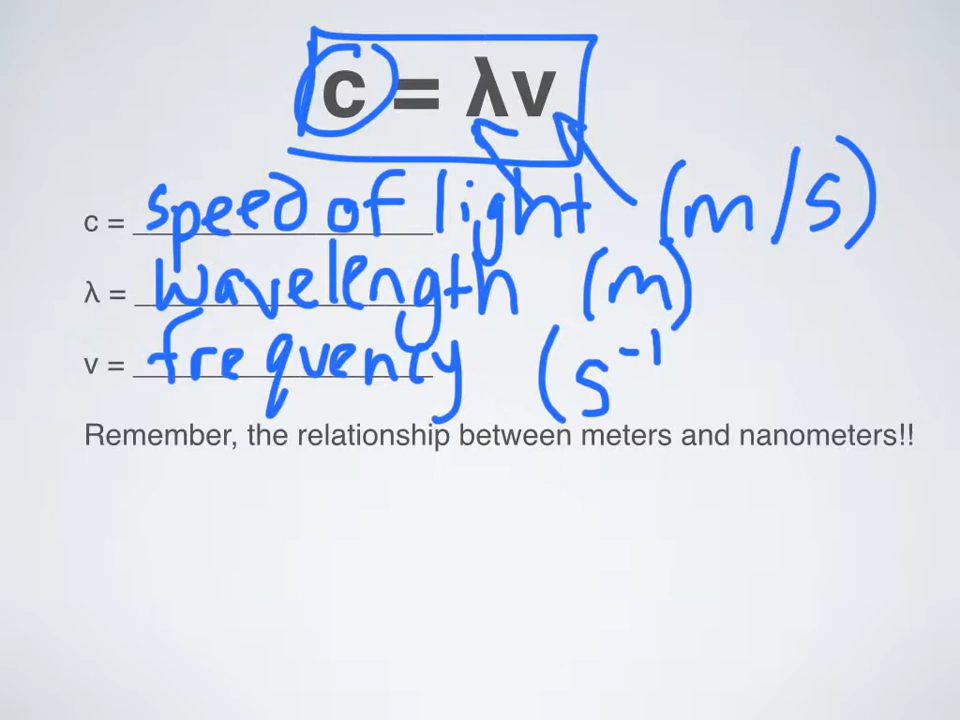 c = λv
c = speed of light (m/s)
λ = wavelength (m)
v = frequency (s⁻¹
Remember, the relationship between meters and nanometers!!